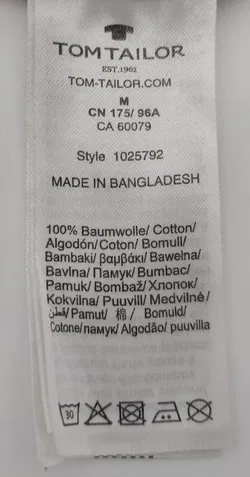 TOM TAILOR
EST. 1962
TOM-TAILOR.COM
M
CN 175/ 96A
CA 60079
Style 1025792
MADE IN BANGLADESH
100% Baumwolle/ Cotton/
Algodón/ Coton/ Bomull/
Bambaki/ βαμβάκι/ Bawełna/
Bavlna/ Памук/ Bumbac/
Pamuk/ Bombaž/ Хлопок/
Kokvilna/ Puuvill/ Medvilnė/
قطن/ Pamut/ 棉/ Bomuld/
Cotone/памук/ Algodão/ puuvilla
30